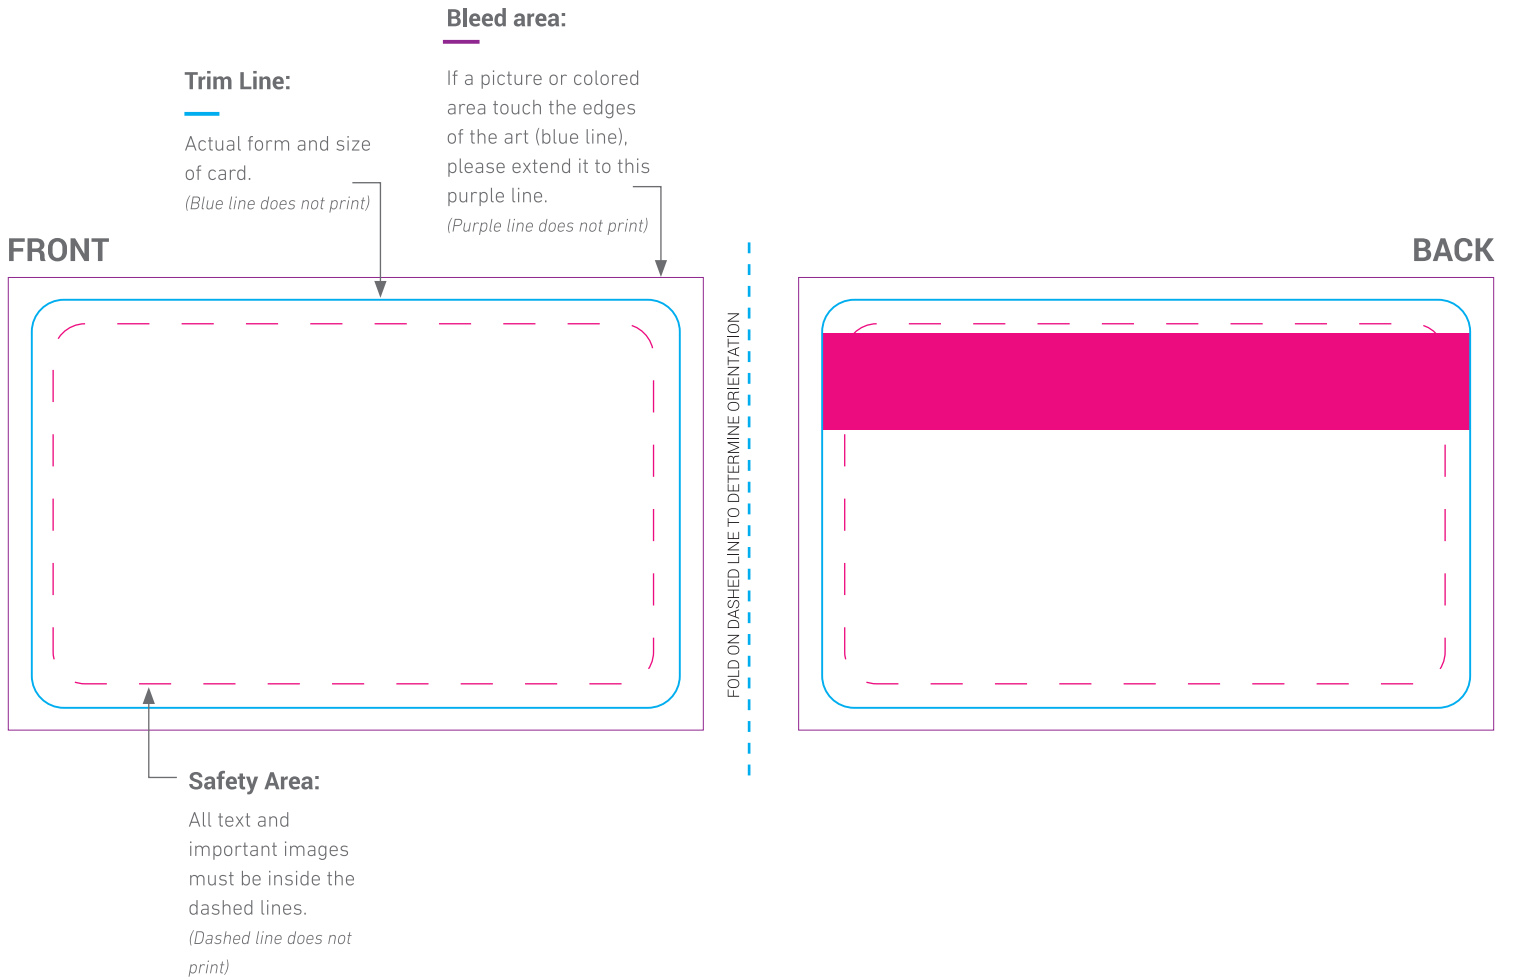 Bleed area:
If a picture or colored
area touch the edges
of the art (blue line),
please extend it to this
purple line.
(Purple line does not print)
Trim Line:
Actual form and size
of card.
(Blue line does not print)
FRONT
BACK
FOLD ON DASHED LINE TO DETERMINE ORIENTATION
Safety Area:
All text and
important images
must be inside the
dashed lines.
(Dashed line does not
print)